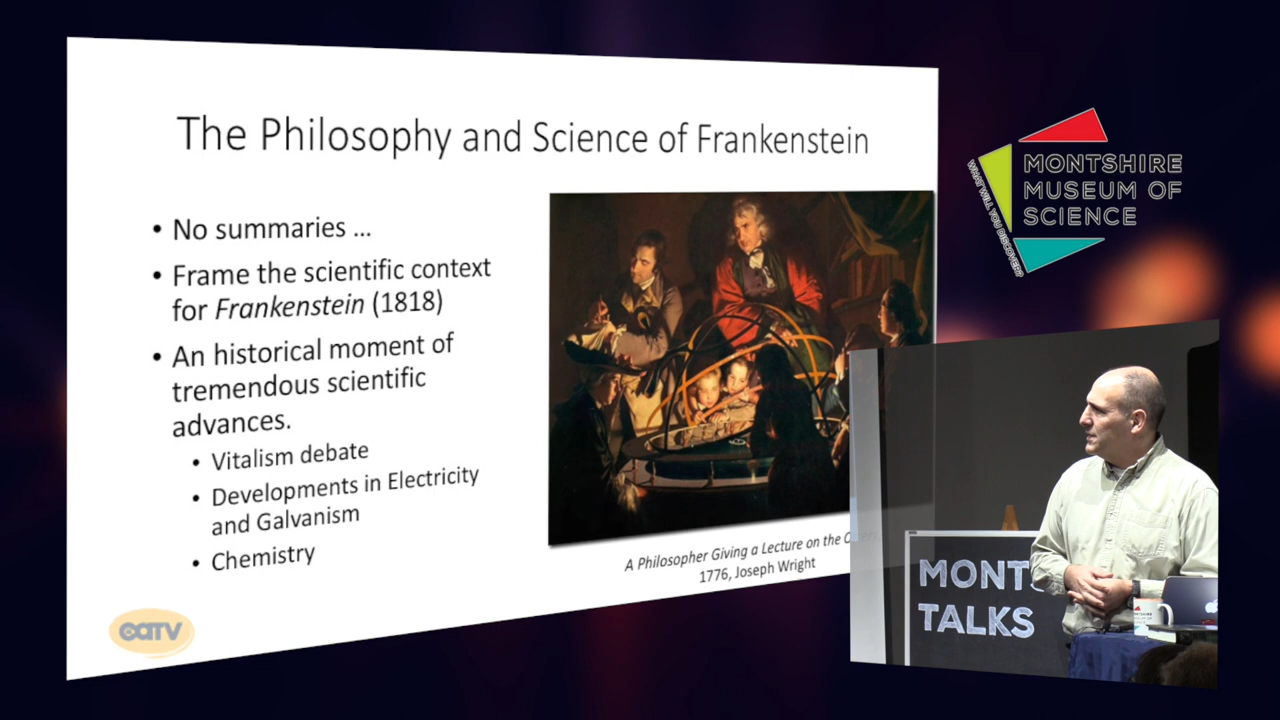 The Philosophy and Science of Frankenstein
• No summaries ...
• Frame the scientific context
for Frankenstein (1818)
• An historical moment of
tremendous scientific
advances.
• Vitalism debate
• Developments in Electricity
and Galvanism
• Chemistry
A Philosopher Giving a Lecture on the
1776, Joseph Wright
CATV
MONTSHIRE
MUSEUM OF
SCIENCE
WHAT WILL YOU DISCOVER?
MONTS
TALKS